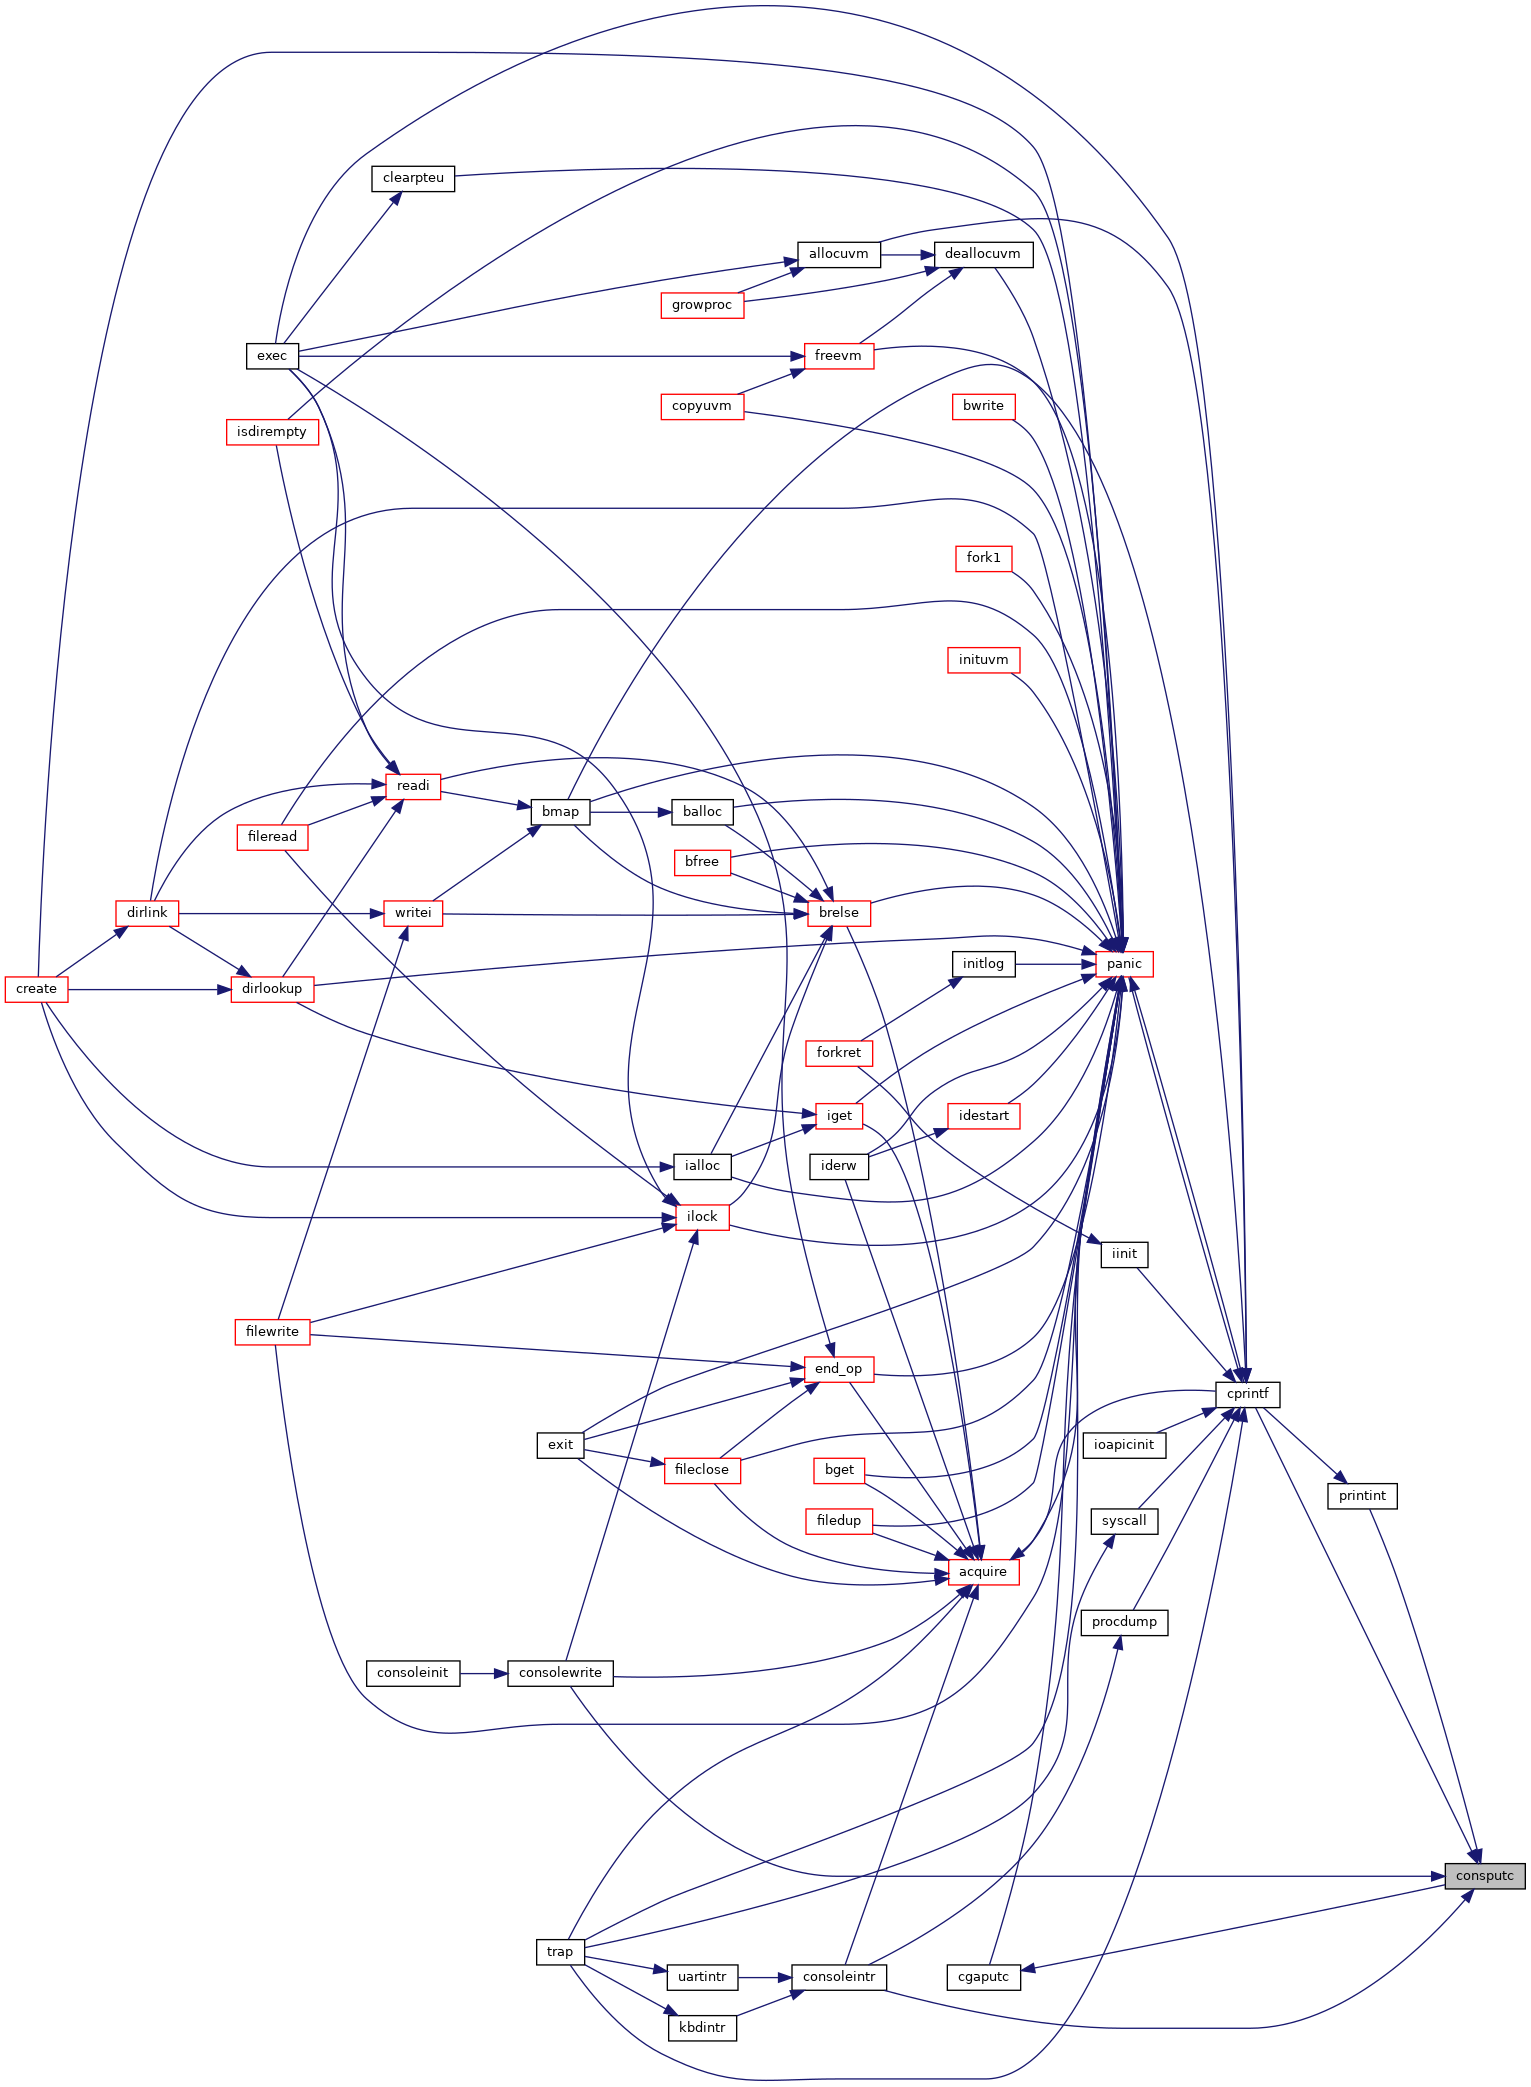 clearpteu
allocuvm
deallocuvm
growproc
exec
freevm
copyuvm
bwrite
isdirempty
fork1
inituvm
readi
bmap
balloc
fileread
bfree
dirlink
writei
brelse
initlog
panic
create
dirlookup
forkret
iget
idestart
ialloc
iderw
ilock
iinit
filewrite
end_op
cprintf
exit
ioapicinit
fileclose
bget
printint
filedup
syscall
acquire
procdump
consoleinit
consolewrite
consputc
trap
uartintr
consoleintr
cgaputc
kbdintr